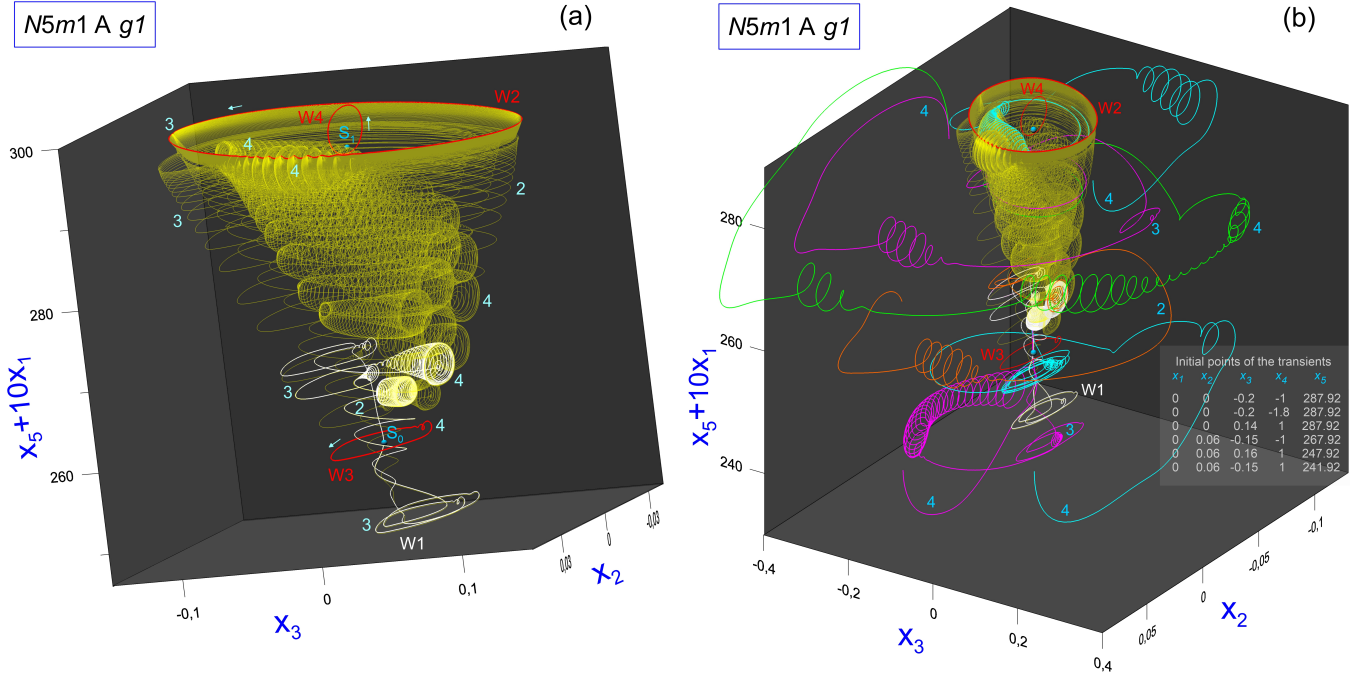 N5m1 A g1
(a)
W2
W4
3
S1
4
300
4
2
3
280
4
3
4
2
4
S0
W3
260
3
W1
x5+10x1
-0,1
0
0,1
x3
0,03
0
-0,03
x2
N5m1 A g1
(b)
4
4
W4
W2
4
3
4
280
2
260
W3
W1
3
240
4
4
x5+10x1
Initial points of the transients
x1 x2 x3 x4 x5
0 0 -0.2 -1 287.92
0 0 -0.2 -1.8 287.92
0 0 0.14 1 287.92
0 0.06 -0.15 -1 267.92
0 0.06 0.16 1 247.92
0 0.06 -0.15 1 241.92
-0,4
-0,2
0
0,2
0,4
x3
0,05
0
-0,05
-0,1
x2